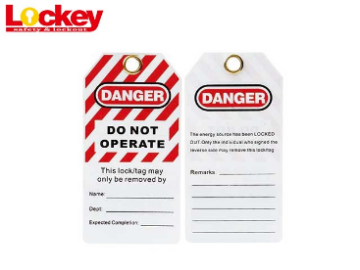 Lockey
safety & lockout
DANGER
DO NOT
OPERATE
This lock/tag may
only be removed by
Name:
Dept:
Expected Completion:
DANGER
The energy source has been LOCKED
OUT. Only the individual who signed the
reverse side may remove this lock/tag.
Remarks